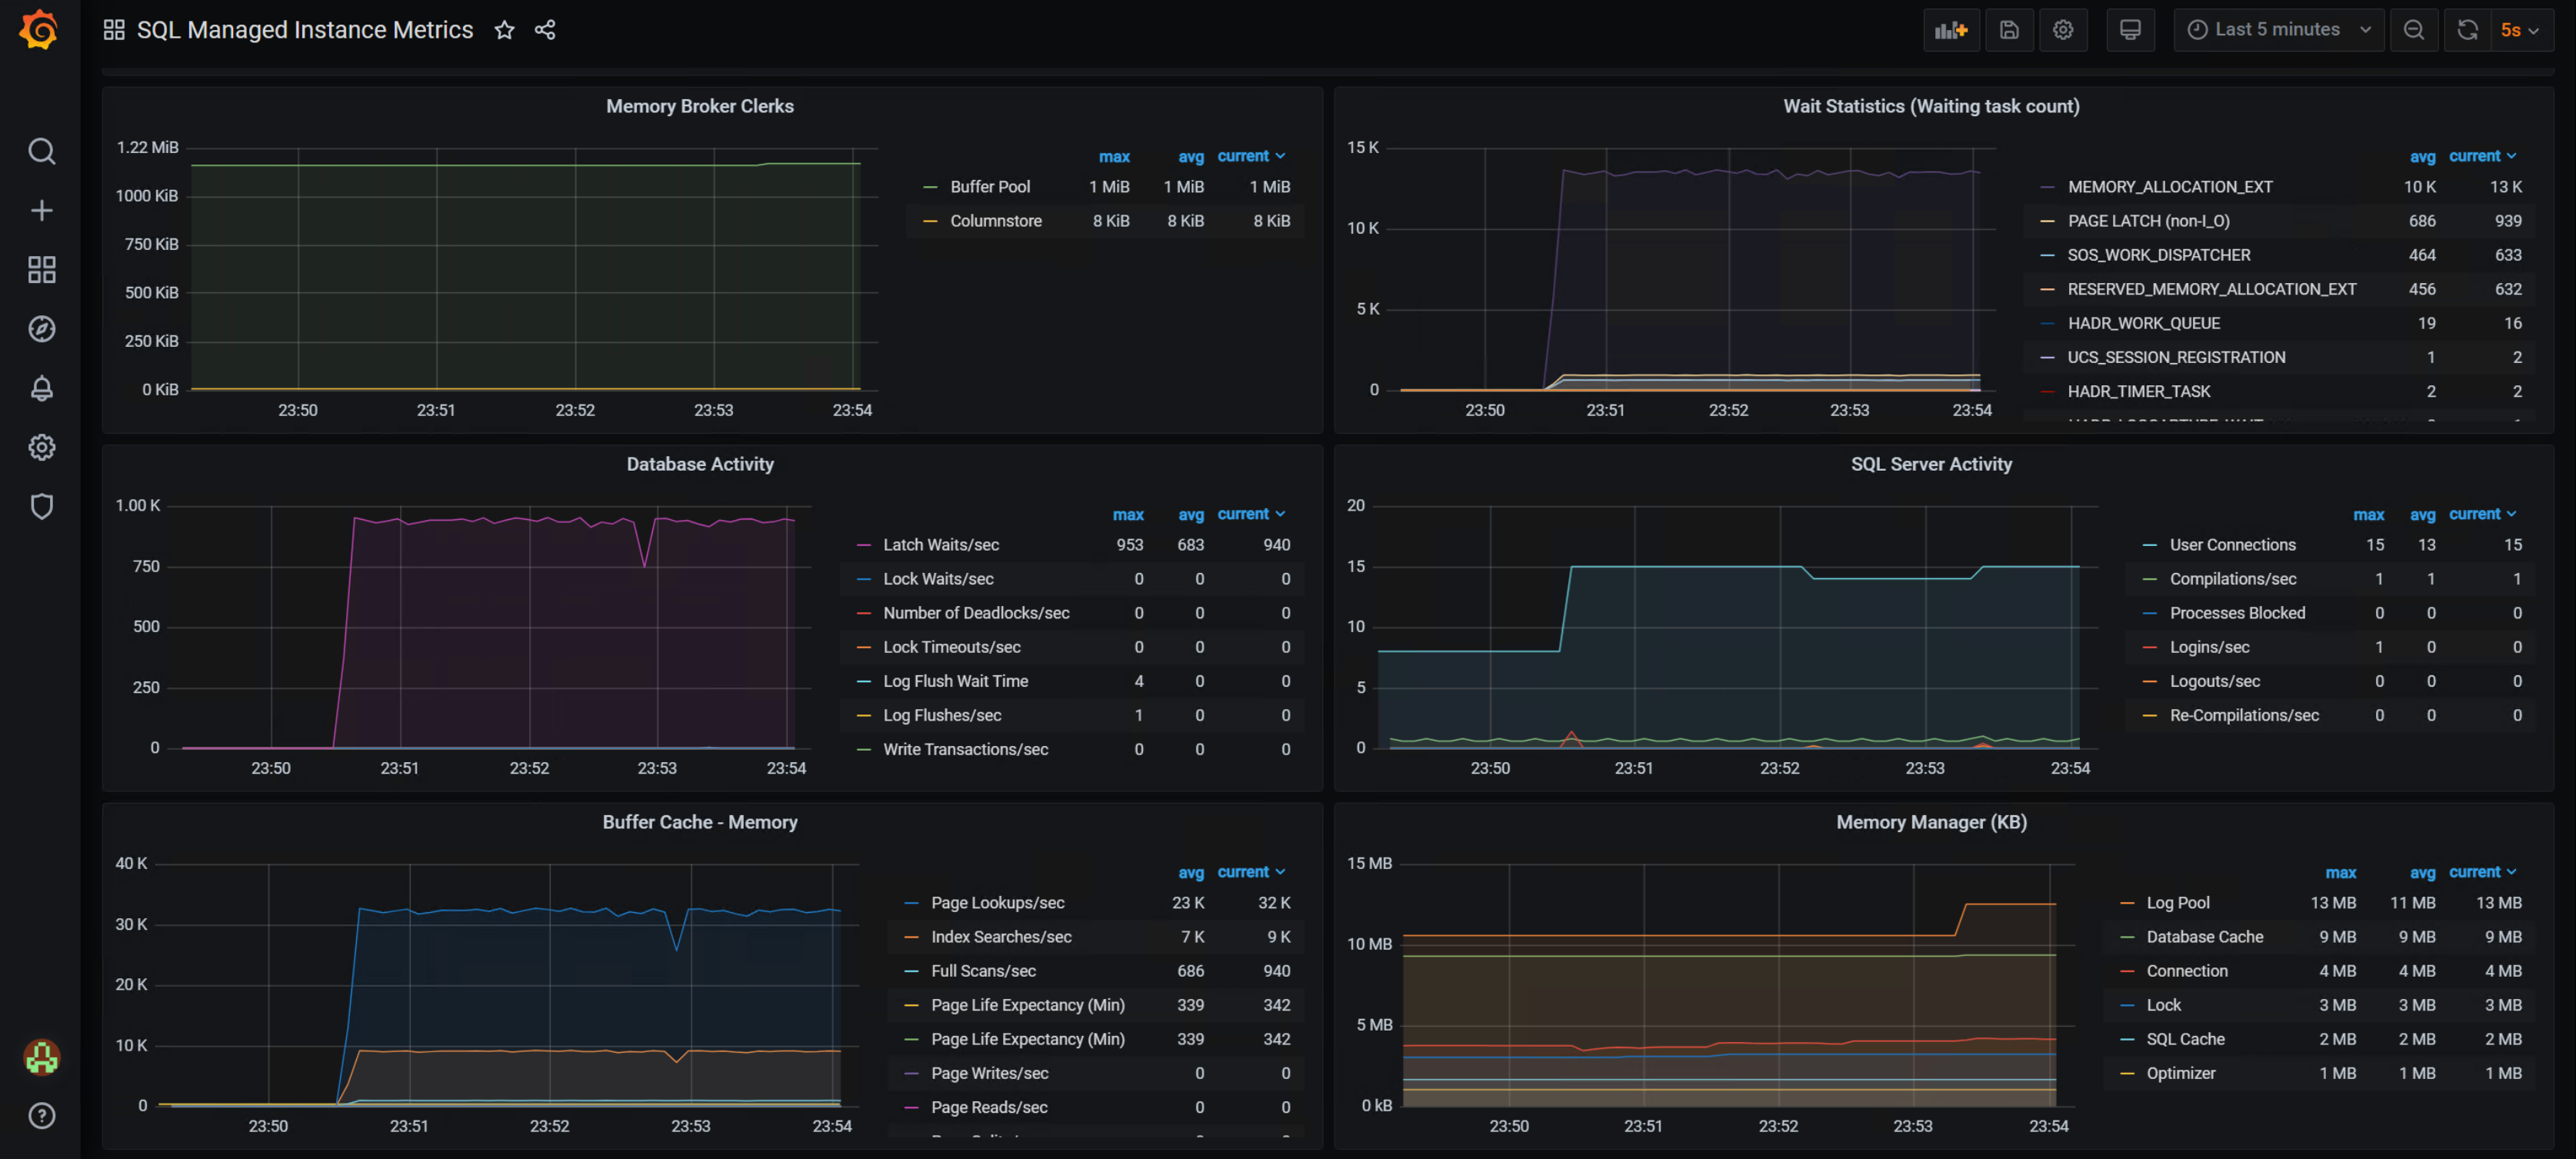 SQL Managed Instance Metrics
Last 5 minutes
5s
Memory Broker Clerks
1.22 MiB
1000 KiB
750 KiB
500 KiB
250 KiB
0 KiB
23:50 23:51 23:52 23:53 23:54
max avg current
Buffer Pool 1 MiB 1 MiB 1 MiB
Columnstore 8 KiB 8 KiB 8 KiB
Wait Statistics (Waiting task count)
15 K
10 K
5 K
0
23:50 23:51 23:52 23:53 23:54
avg current
MEMORY_ALLOCATION_EXT 10 K 13 K
PAGE LATCH (non-I_O) 686 939
SOS_WORK_DISPATCHER 464 633
RESERVED_MEMORY_ALLOCATION_EXT 456 632
HADR_WORK_QUEUE 19 16
UCS_SESSION_REGISTRATION 1 2
HADR_TIMER_TASK 2 2
Database Activity
1.00 K
750
500
250
0
23:50 23:51 23:52 23:53 23:54
max avg current
Latch Waits/sec 953 683 940
Lock Waits/sec 0 0 0
Number of Deadlocks/sec 0 0 0
Lock Timeouts/sec 0 0 0
Log Flush Wait Time 4 0 0
Log Flushes/sec 1 0 0
Write Transactions/sec 0 0 0
SQL Server Activity
20
15
10
5
0
23:50 23:51 23:52 23:53 23:54
max avg current
User Connections 15 13 15
Compilations/sec 1 1 1
Processes Blocked 0 0 0
Logins/sec 1 0 0
Logouts/sec 0 0 0
Re-Compilations/sec 0 0 0
Buffer Cache - Memory
40 K
30 K
20 K
10 K
0
23:50 23:51 23:52 23:53 23:54
avg current
Page Lookups/sec 23 K 32 K
Index Searches/sec 7 K 9 K
Full Scans/sec 686 940
Page Life Expectancy (Min) 339 342
Page Life Expectancy (Min) 339 342
Page Writes/sec 0 0
Page Reads/sec 0 0
Memory Manager (KB)
15 MB
10 MB
5 MB
0 kB
23:50 23:51 23:52 23:53 23:54
max avg current
Log Pool 13 MB 11 MB 13 MB
Database Cache 9 MB 9 MB 9 MB
Connection 4 MB 4 MB 4 MB
Lock 3 MB 3 MB 3 MB
SQL Cache 2 MB 2 MB 2 MB
Optimizer 1 MB 1 MB 1 MB